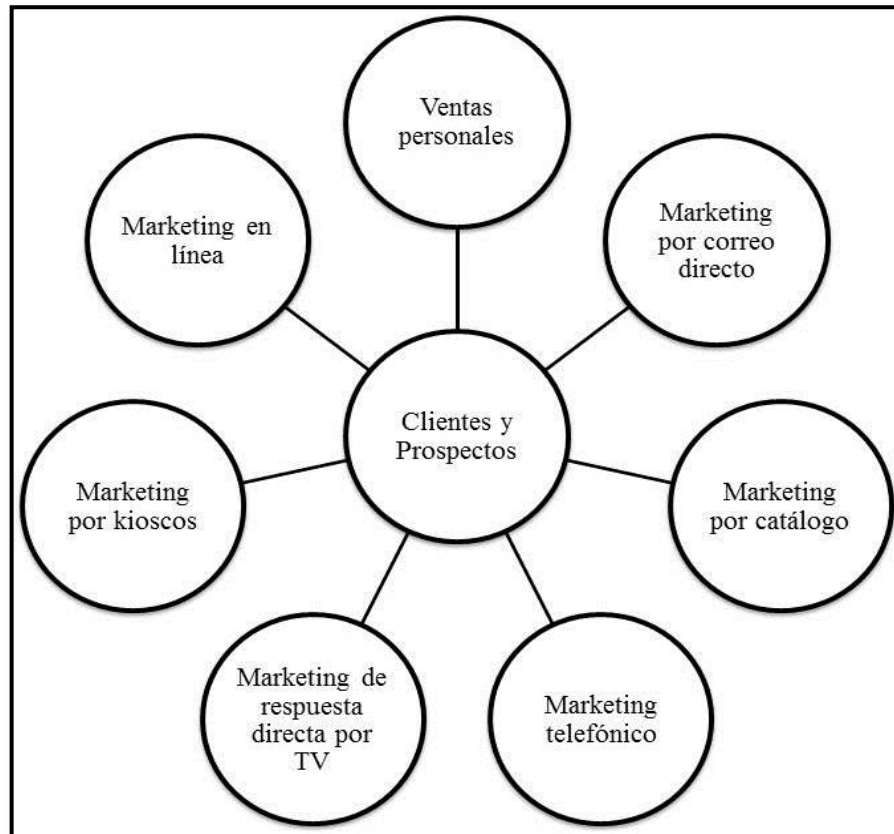 Ventas
personales
Marketing
por correo
directo
Marketing
por catálogo
Marketing
telefónico
Marketing de
respuesta
directa por
TV
Marketing
por kioscos
Marketing en
línea
Clientes y
Prospectos